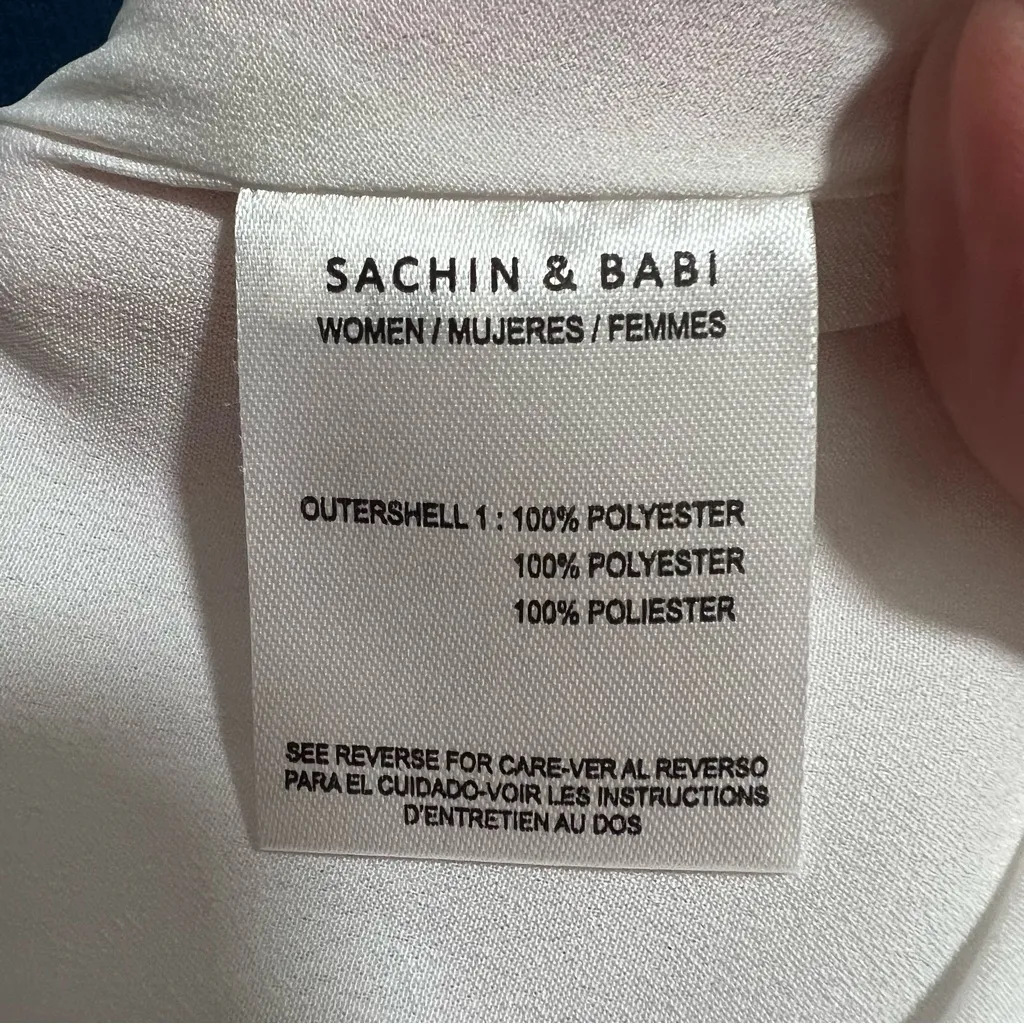 SACHIN & BABI
WOMEN / MUJERES / FEMMES
OUTERSHELL 1 : 100% POLYESTER
100% POLYESTER
100% POLIESTER
SEE REVERSE FOR CARE-VER AL REVERSO
PARA EL CUIDADO-VOIR LES INSTRUCTIONS
D'ENTRETIEN AU DOS